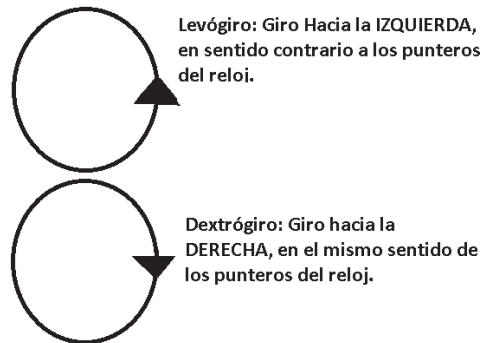 Levógiro: Giro Hacia la IZQUIERDA,
en sentido contrario a los punteros
del reloj.
Dextrógiro: Giro hacia la
DERECHA, en el mismo sentido de
los punteros del reloj.